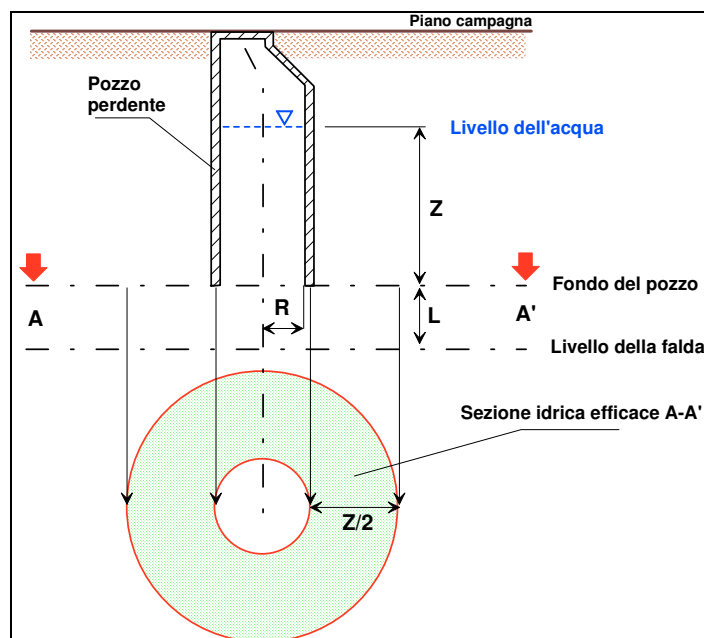 Piano campagna
Pozzo
perdente
Livello dell'acqua
Z
Fondo del pozzo
A
R
L
A'
Livello della falda
Sezione idrica efficace A-A'
Z/2